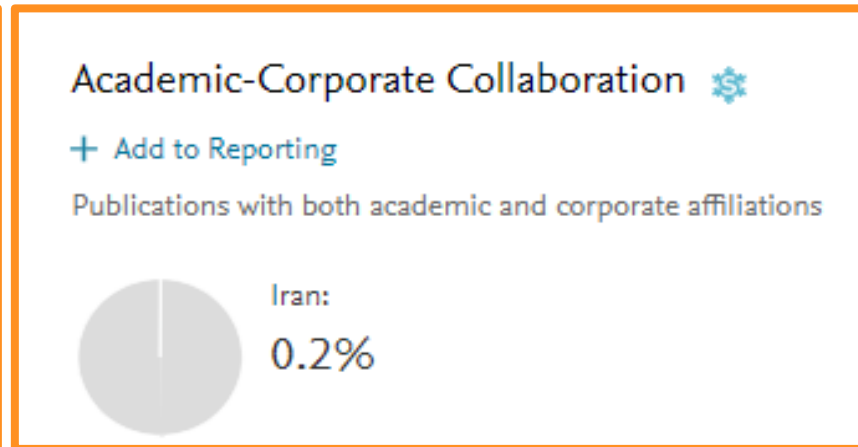 Academic-Corporate Collaboration
+ Add to Reporting
Publications with both academic and corporate affiliations
Iran:
0.2%